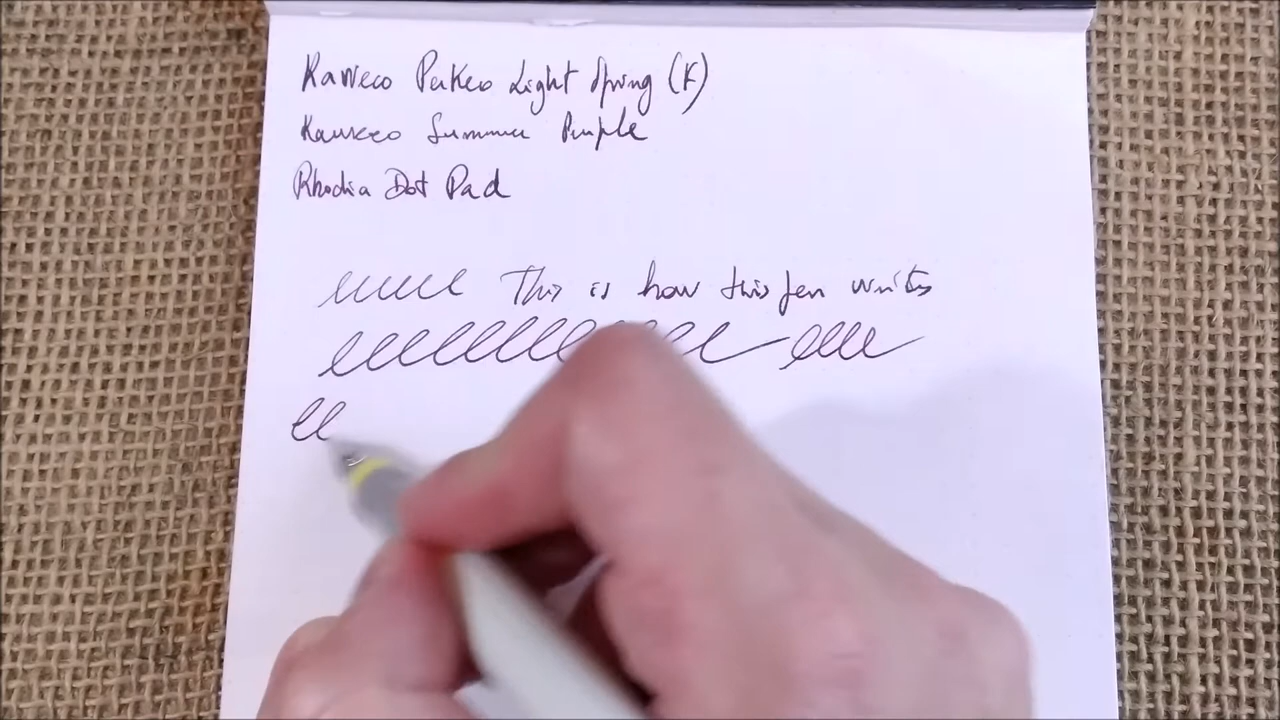 Kaweco Perkeo Light Spring (F)
Kaweco Summer Purple
Rhodia Dot Pad
This is how this pen writes